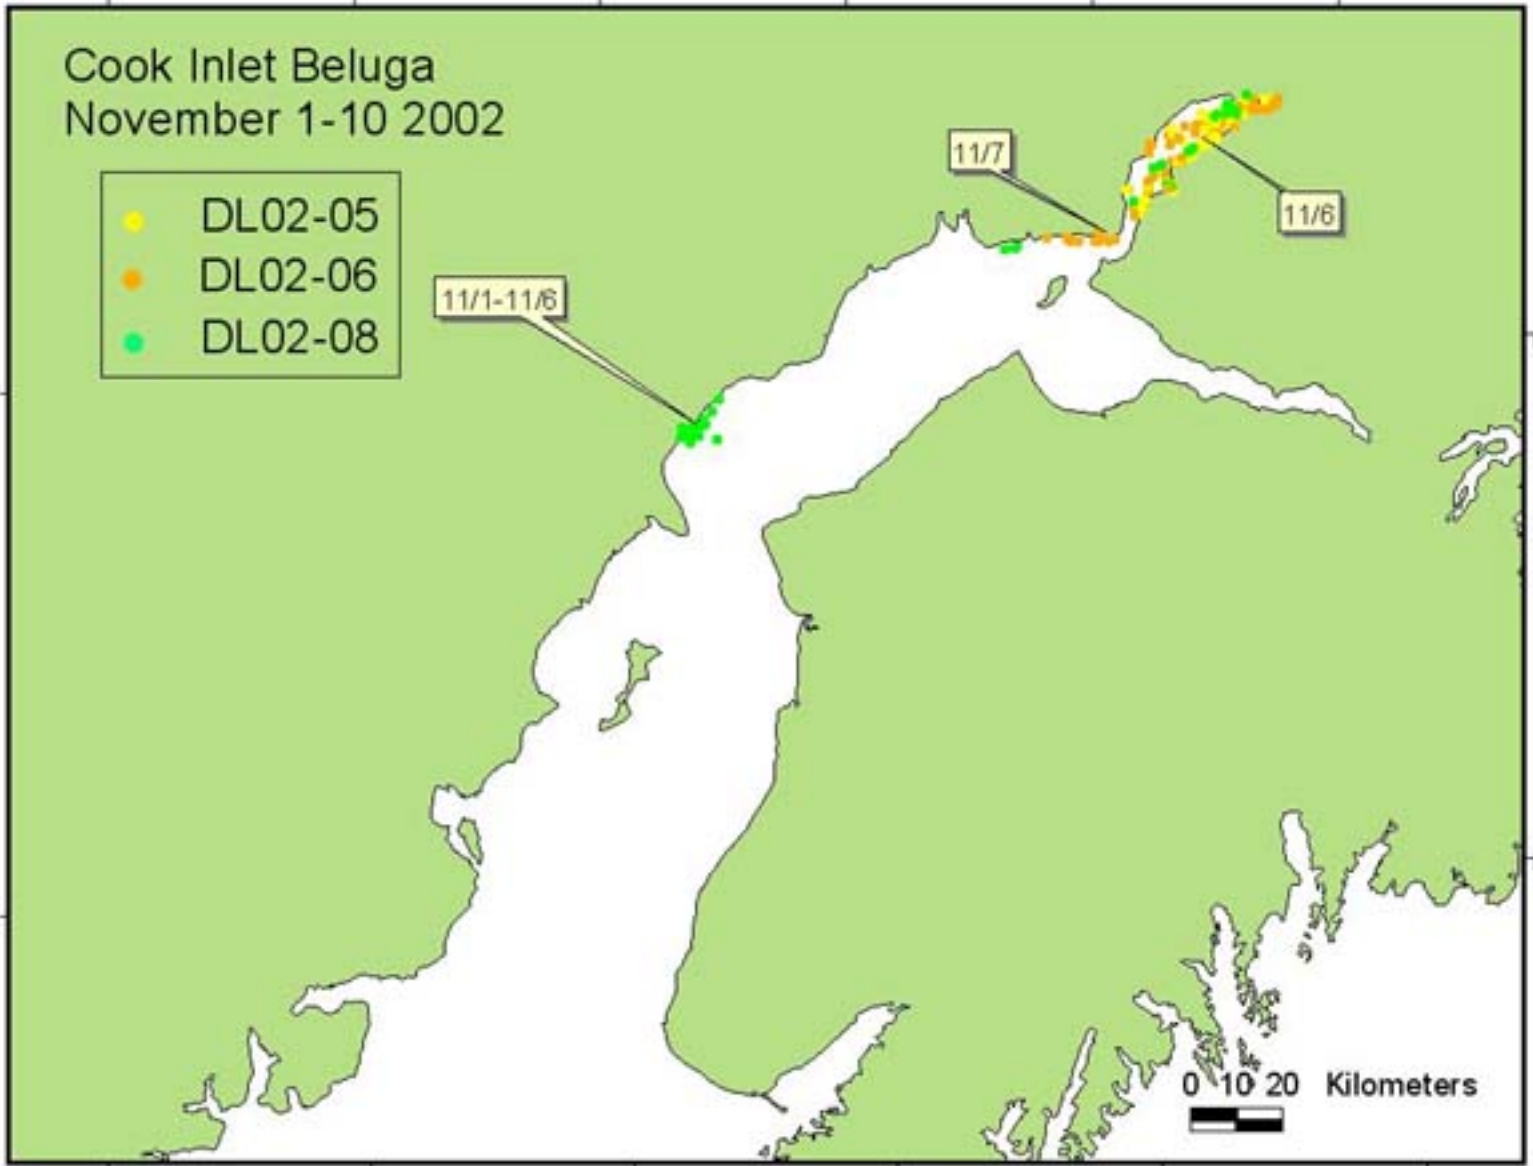 Cook Inlet Beluga
November 1-10 2002
DL02-05
DL02-06
DL02-08
11/7
11/6
11/1-11/6
0 10 20 Kilometers